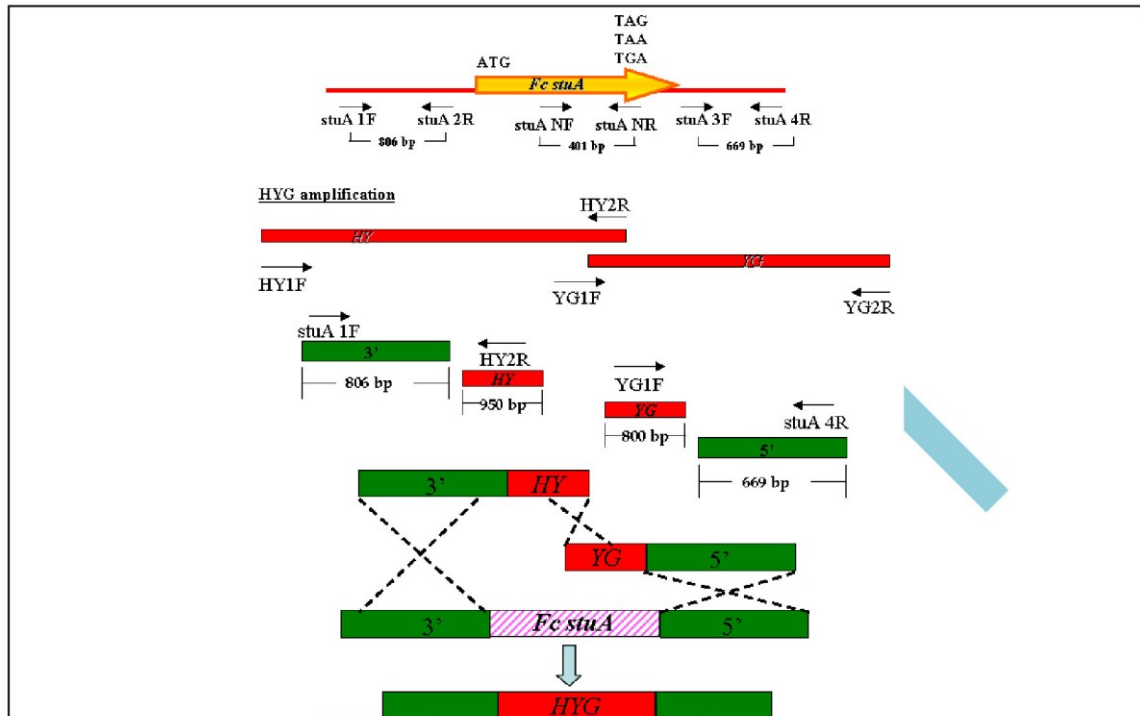 TAG
TAA
TGA
ATG
Fc stuA
stuA 1F
stuA 2R
stuA NF
stuA NR
stuA 3F
stuA 4R
806 bp
401 bp
669 bp
HYG amplification
HY2R
HY
YG
HY1F
YG1F
YG2R
stuA 1F
3'
HY2R
806 bp
HY
950 bp
YG1F
YG
800 bp
stuA 4R
5'
669 bp
3'
HY
YG
5'
3'
Fc stuA
5'
HYG